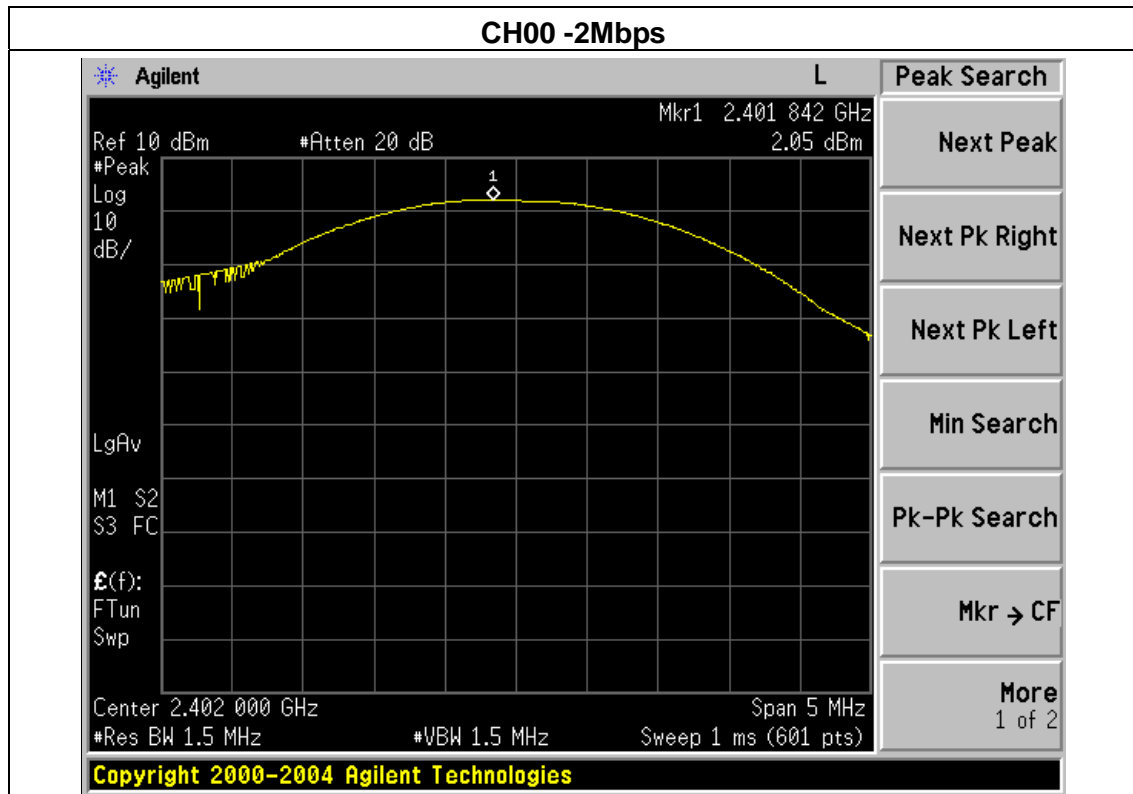 CH00 -2Mbps
Agilent L Peak Search
Mkr1 2.401 842 GHz
Ref 10 dBm #Atten 20 dB 2.05 dBm
#Peak
Log
10
dB/
1
LgAv
M1 S2
S3 FC
£(f):
FTun
Swp
Center 2.402 000 GHz Span 5 MHz
#Res BW 1.5 MHz #VBW 1.5 MHz Sweep 1 ms (601 pts)
Copyright 2000-2004 Agilent Technologies
Next Peak
Next Pk Right
Next Pk Left
Min Search
Pk-Pk Search
Mkr → CF
More
1 of 2